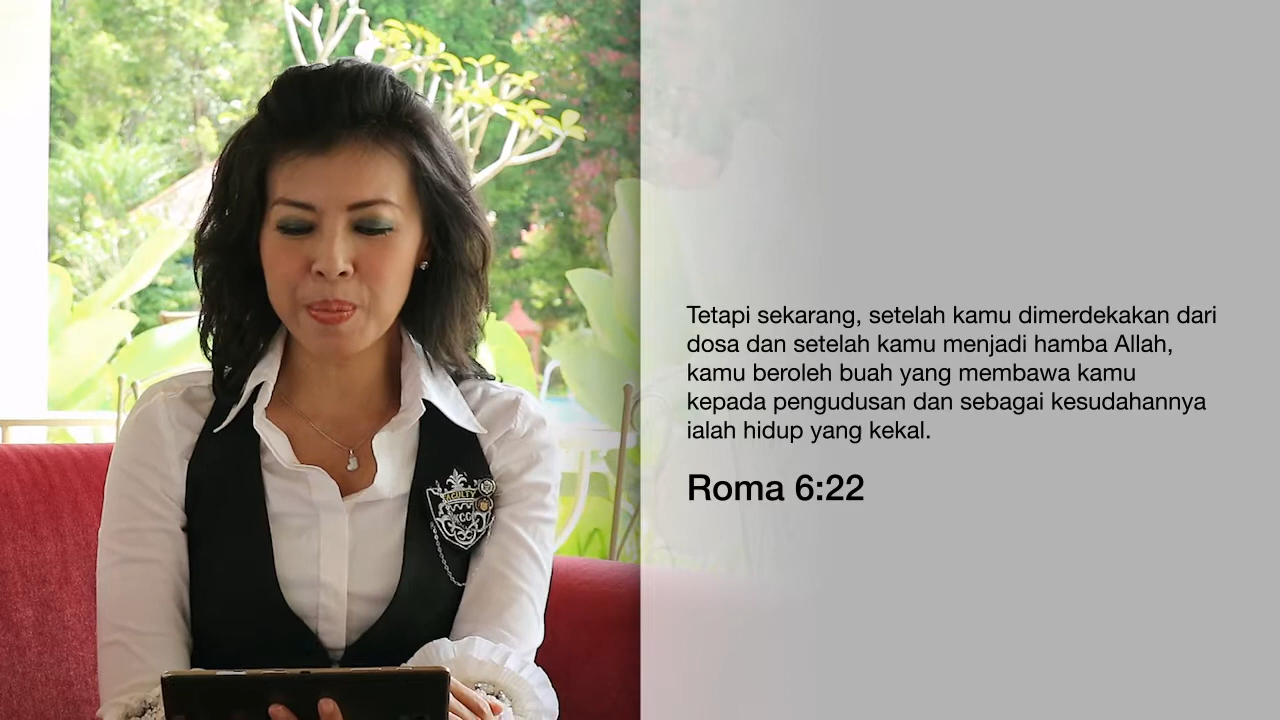 Tetapi sekarang, setelah kamu dimerdekakan dari
dosa dan setelah kamu menjadi hamba Allah,
kamu beroleh buah yang membawa kamu
kepada pengudusan dan sebagai kesudahannya
ialah hidup yang kekal.
Roma 6:22
FACULTY